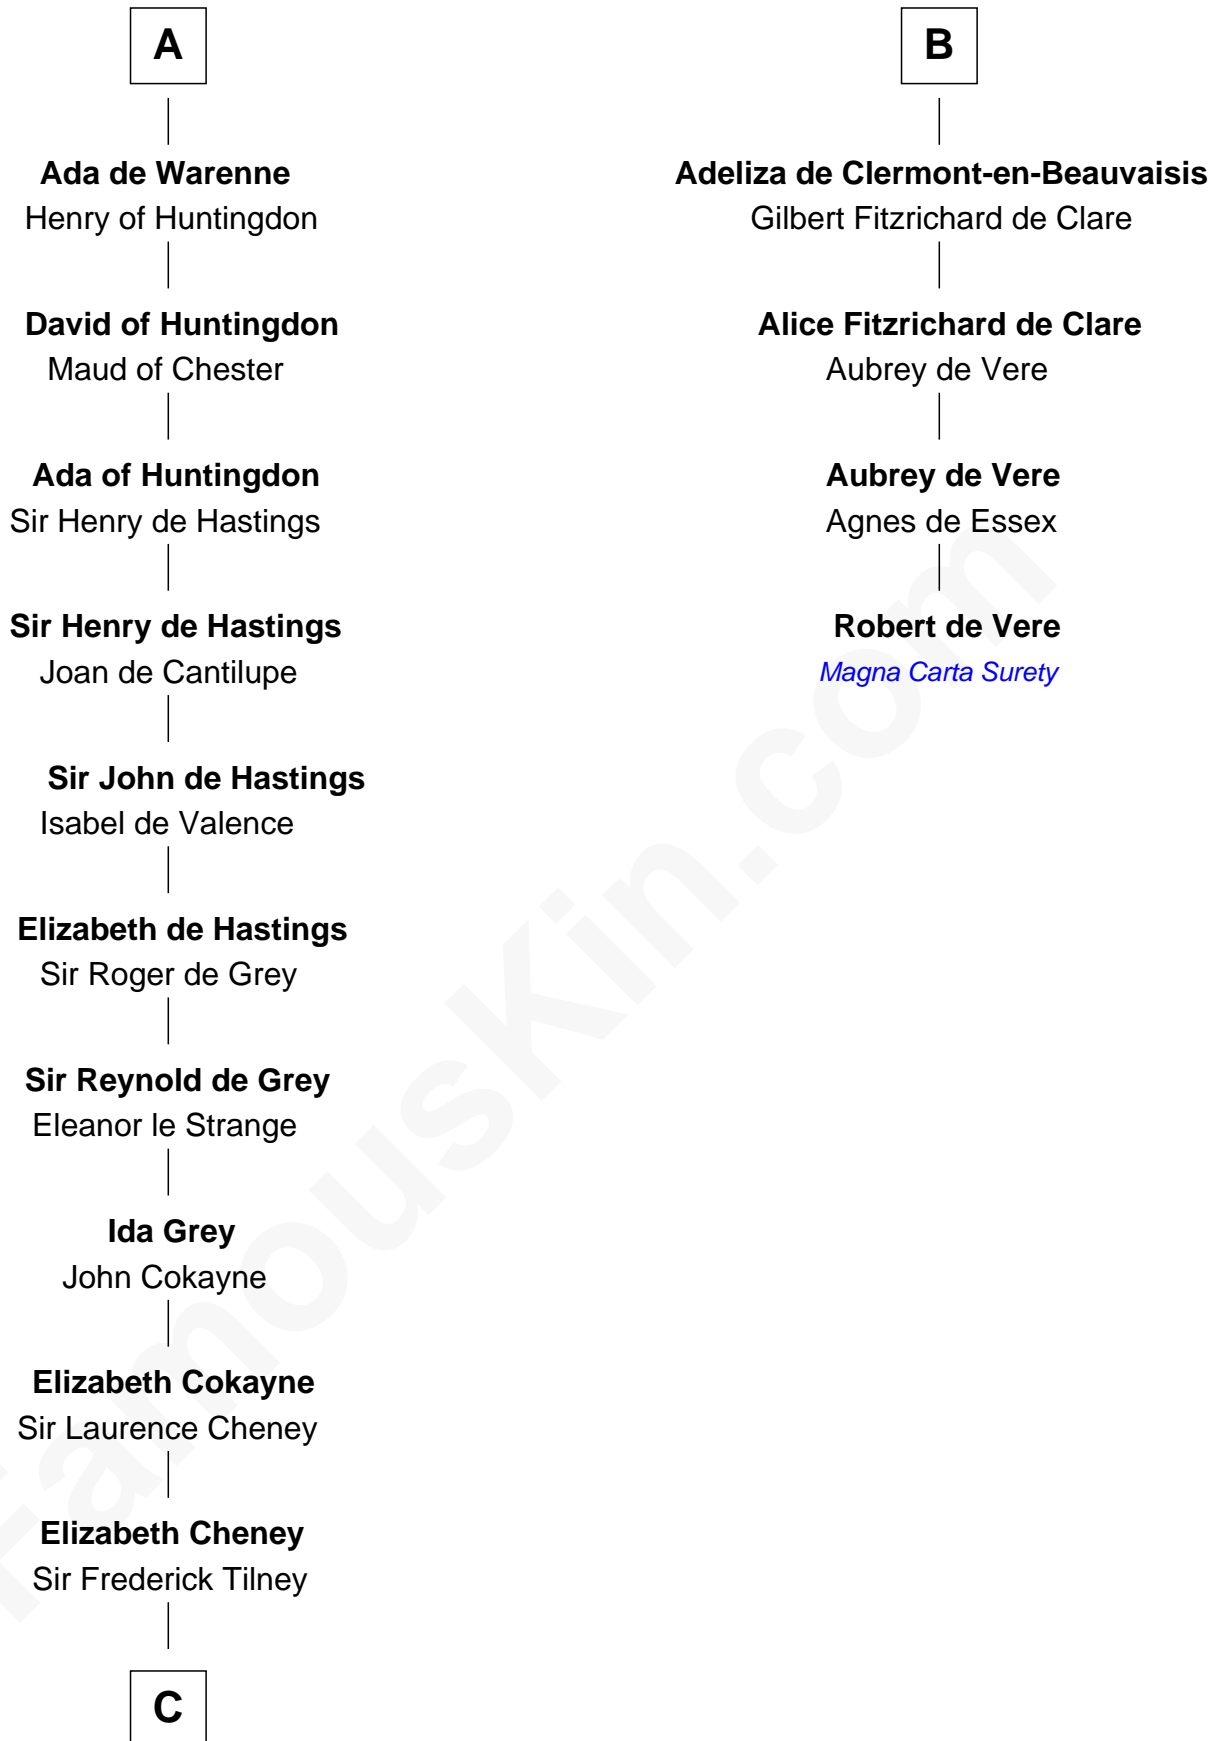 A
Ada de Warenne
Henry of Huntingdon
David of Huntingdon
Maud of Chester
Ada of Huntingdon
Sir Henry de Hastings
Sir Henry de Hastings
Joan de Cantilupe
Sir John de Hastings
Isabel de Valence
Elizabeth de Hastings
Sir Roger de Grey
Sir Reynold de Grey
Eleanor le Strange
Ida Grey
John Cokayne
Elizabeth Cokayne
Sir Laurence Cheney
Elizabeth Cheney
Sir Frederick Tilney
C
B
Adeliza de Clermont-en-Beauvaisis
Gilbert Fitzrichard de Clare
Alice Fitzrichard de Clare
Aubrey de Vere
Aubrey de Vere
Agnes de Essex
Robert de Vere
Magna Carta Surety
FamousKin.com